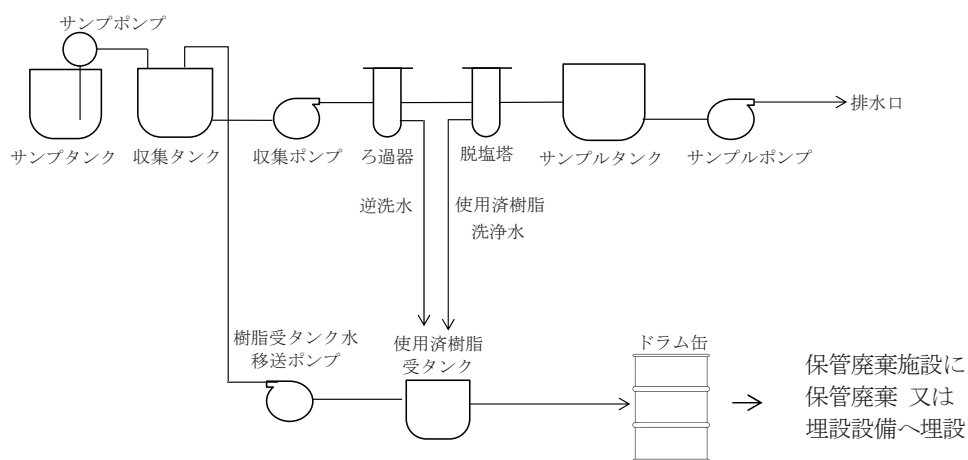 サンプポンプ
サンプタンク
収集タンク
収集ポンプ
ろ過器
脱塩塔
サンプルタンク
サンプルポンプ
排水口
逆洗水
使用済樹脂
洗浄水
樹脂受タンク水
移送ポンプ
使用済樹脂
受タンク
ドラム缶
保管廃棄施設に
保管廃棄 又は
埋設設備へ埋設